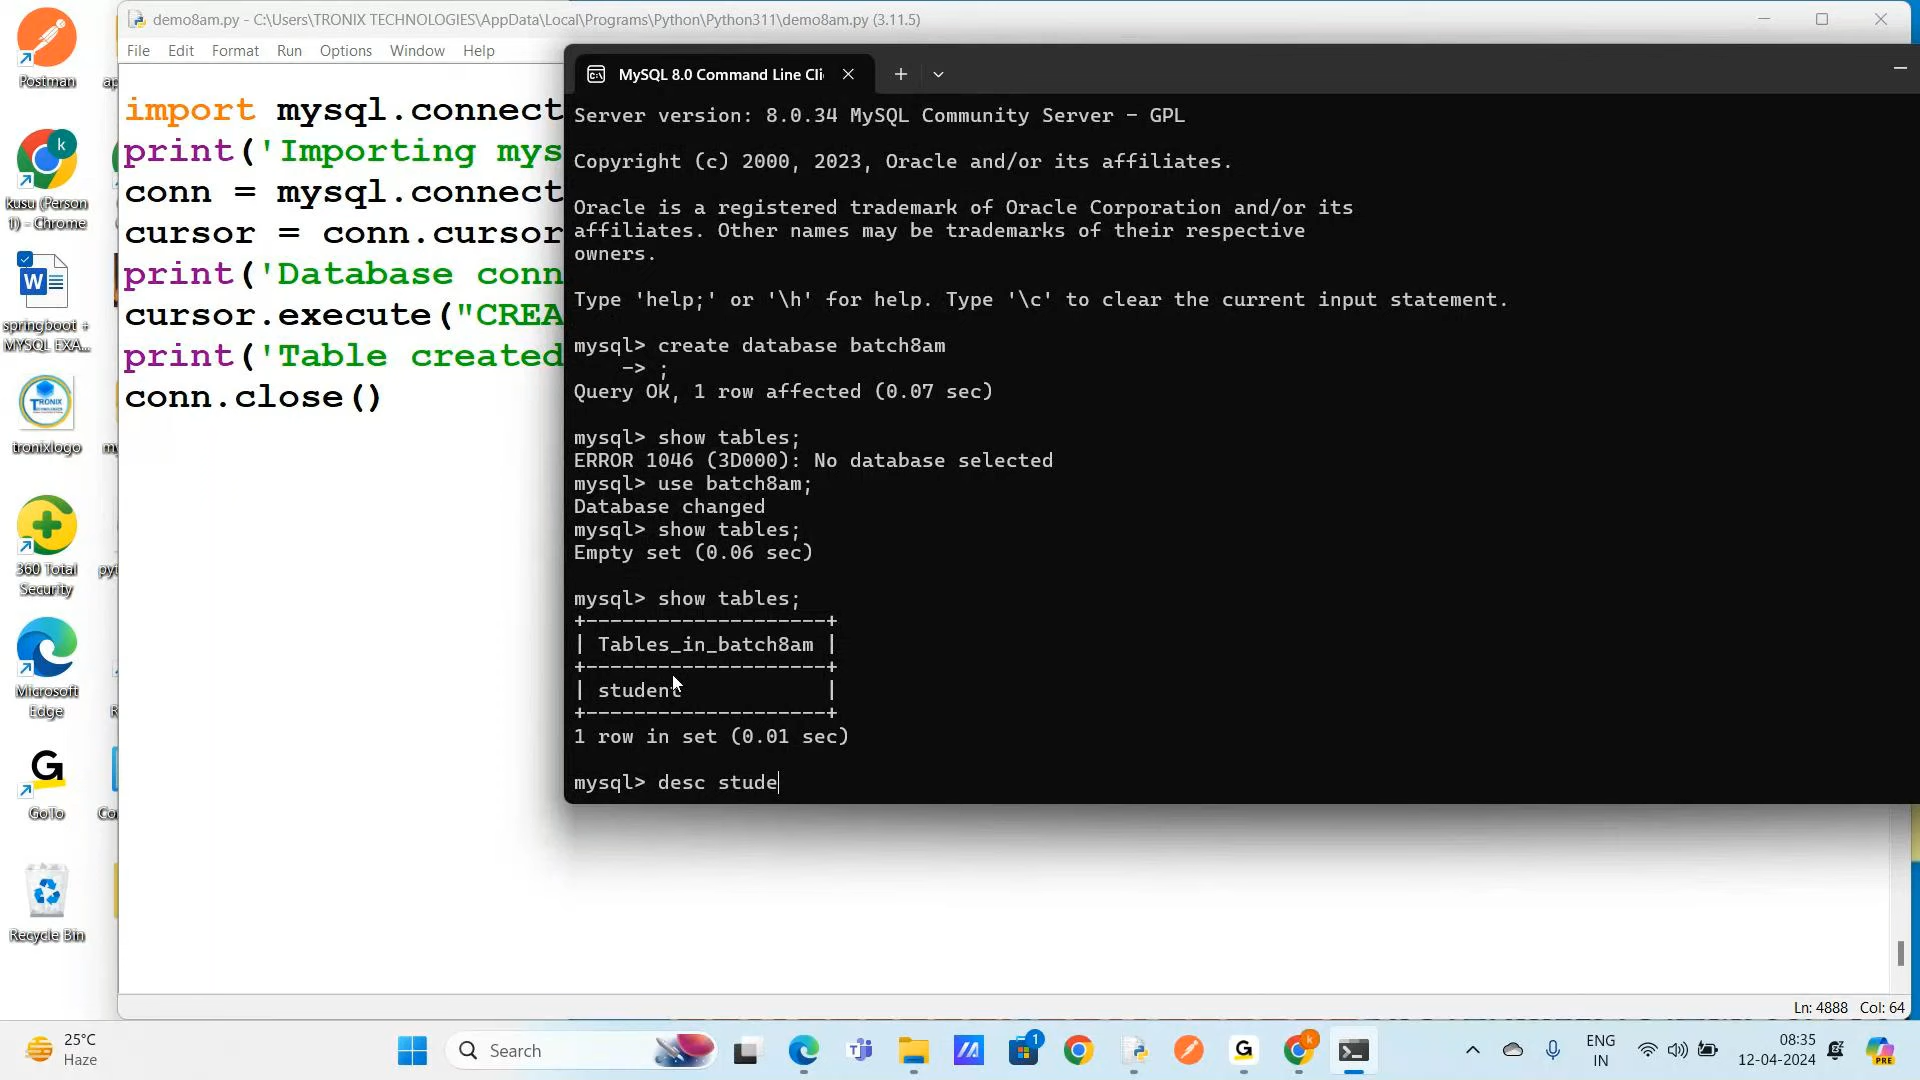 demo8am.py - C:\Users\TRONIX TECHNOLOGIES\AppData\Local\Programs\Python\Python311\demo8am.py (3.11.5)
File Edit Format Run Options Window Help
import mysql.connect
print('Importing mys
conn = mysql.connect
cursor = conn.cursor
print('Database conn
cursor.execute("CREA
print('Table created
conn.close()
MySQL 8.0 Command Line Cli
Server version: 8.0.34 MySQL Community Server - GPL
Copyright (c) 2000, 2023, Oracle and/or its affiliates.
Oracle is a registered trademark of Oracle Corporation and/or its
affiliates. Other names may be trademarks of their respective
owners.
Type 'help;' or '\h' for help. Type '\c' to clear the current input statement.
mysql> create database batch8am
    -> ;
Query OK, 1 row affected (0.07 sec)
mysql> show tables;
ERROR 1046 (3D000): No database selected
mysql> use batch8am;
Database changed
mysql> show tables;
Empty set (0.06 sec)
mysql> show tables;
+--------------------+
| Tables_in_batch8am |
+--------------------+
| student            |
+--------------------+
1 row in set (0.01 sec)
mysql> desc stude
Postman
kusu (Person
1) - Chrome
W
springboot +
MYSQL EXA...
TRONIX
tronixlogo
360 Total
Security
Microsoft
Edge
G
GoTo
Recycle Bin
Ln: 4888 Col: 64
25°C
Haze
Search
1
ENG
IN
08:35
12-04-2024
PRE